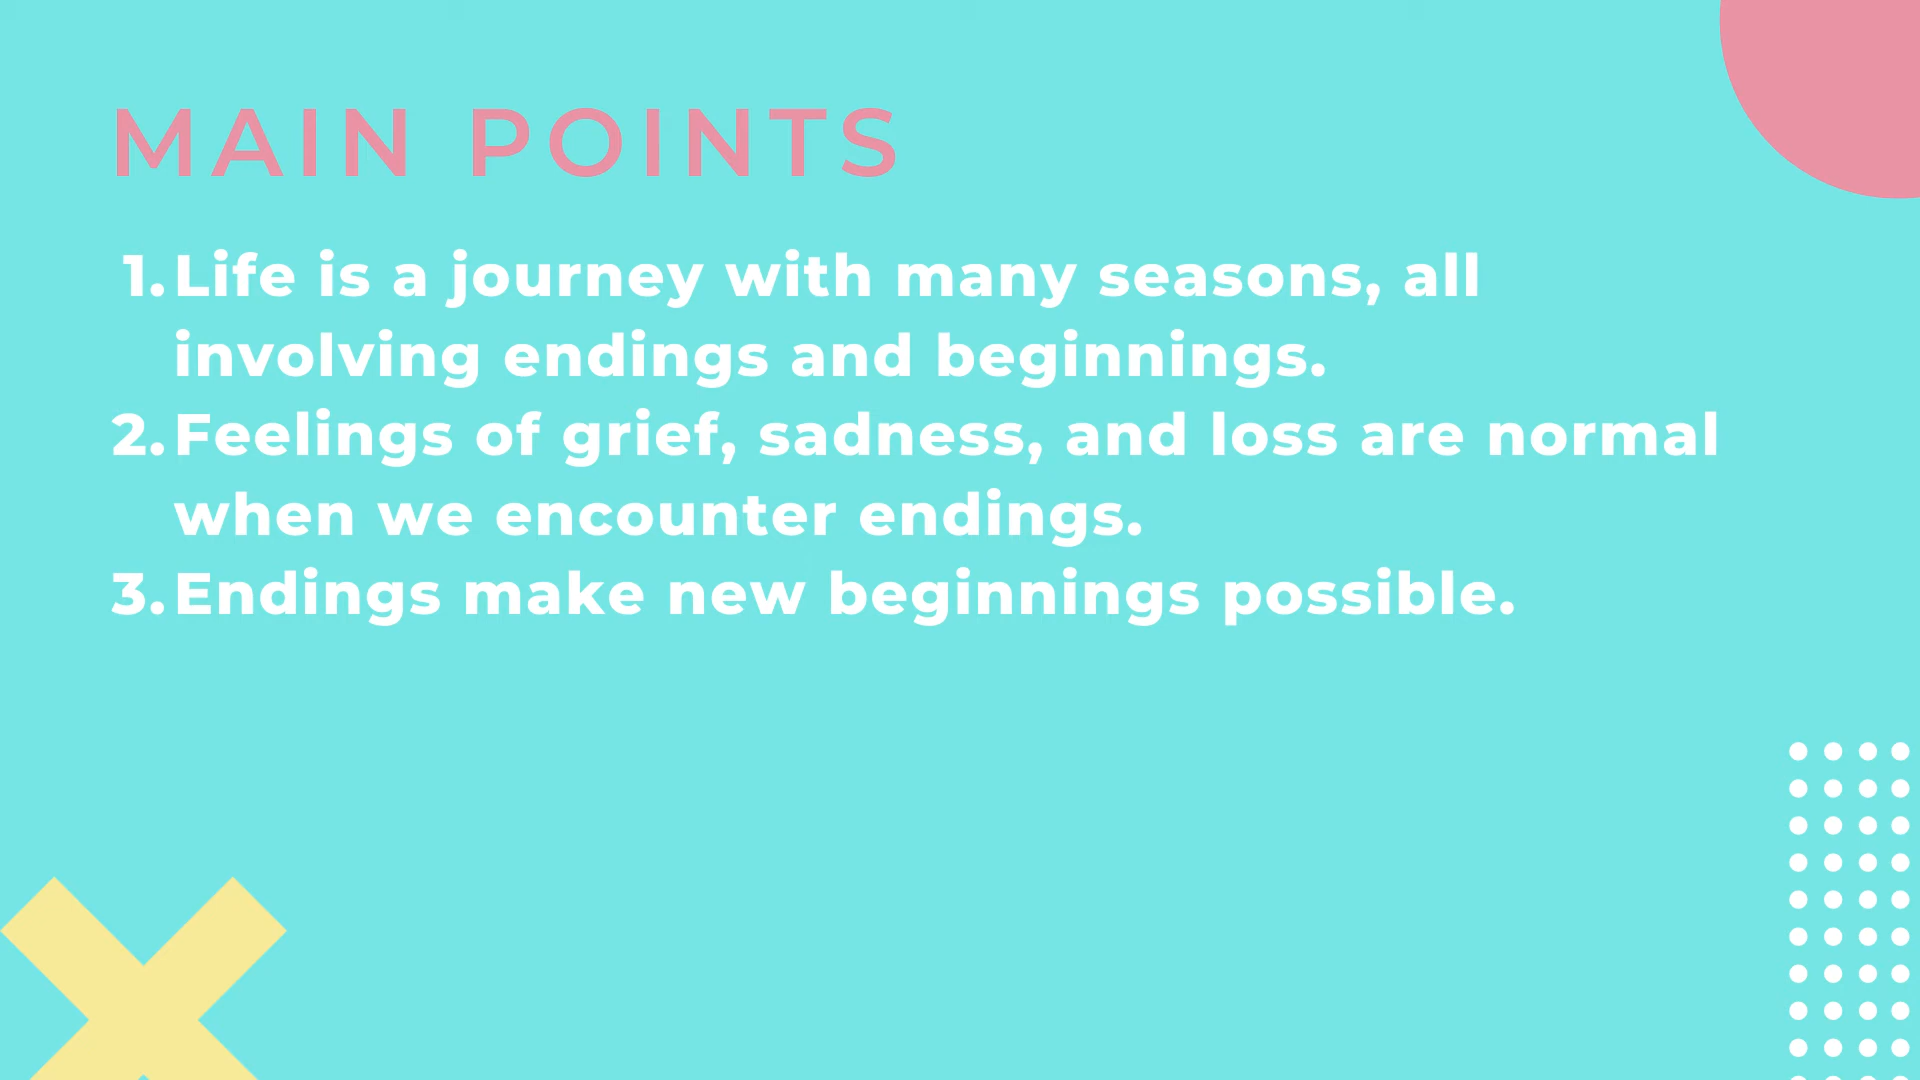 MAIN POINTS
1. Life is a journey with many seasons, all
involving endings and beginnings.
2. Feelings of grief, sadness, and loss are normal
when we encounter endings.
3. Endings make new beginnings possible.